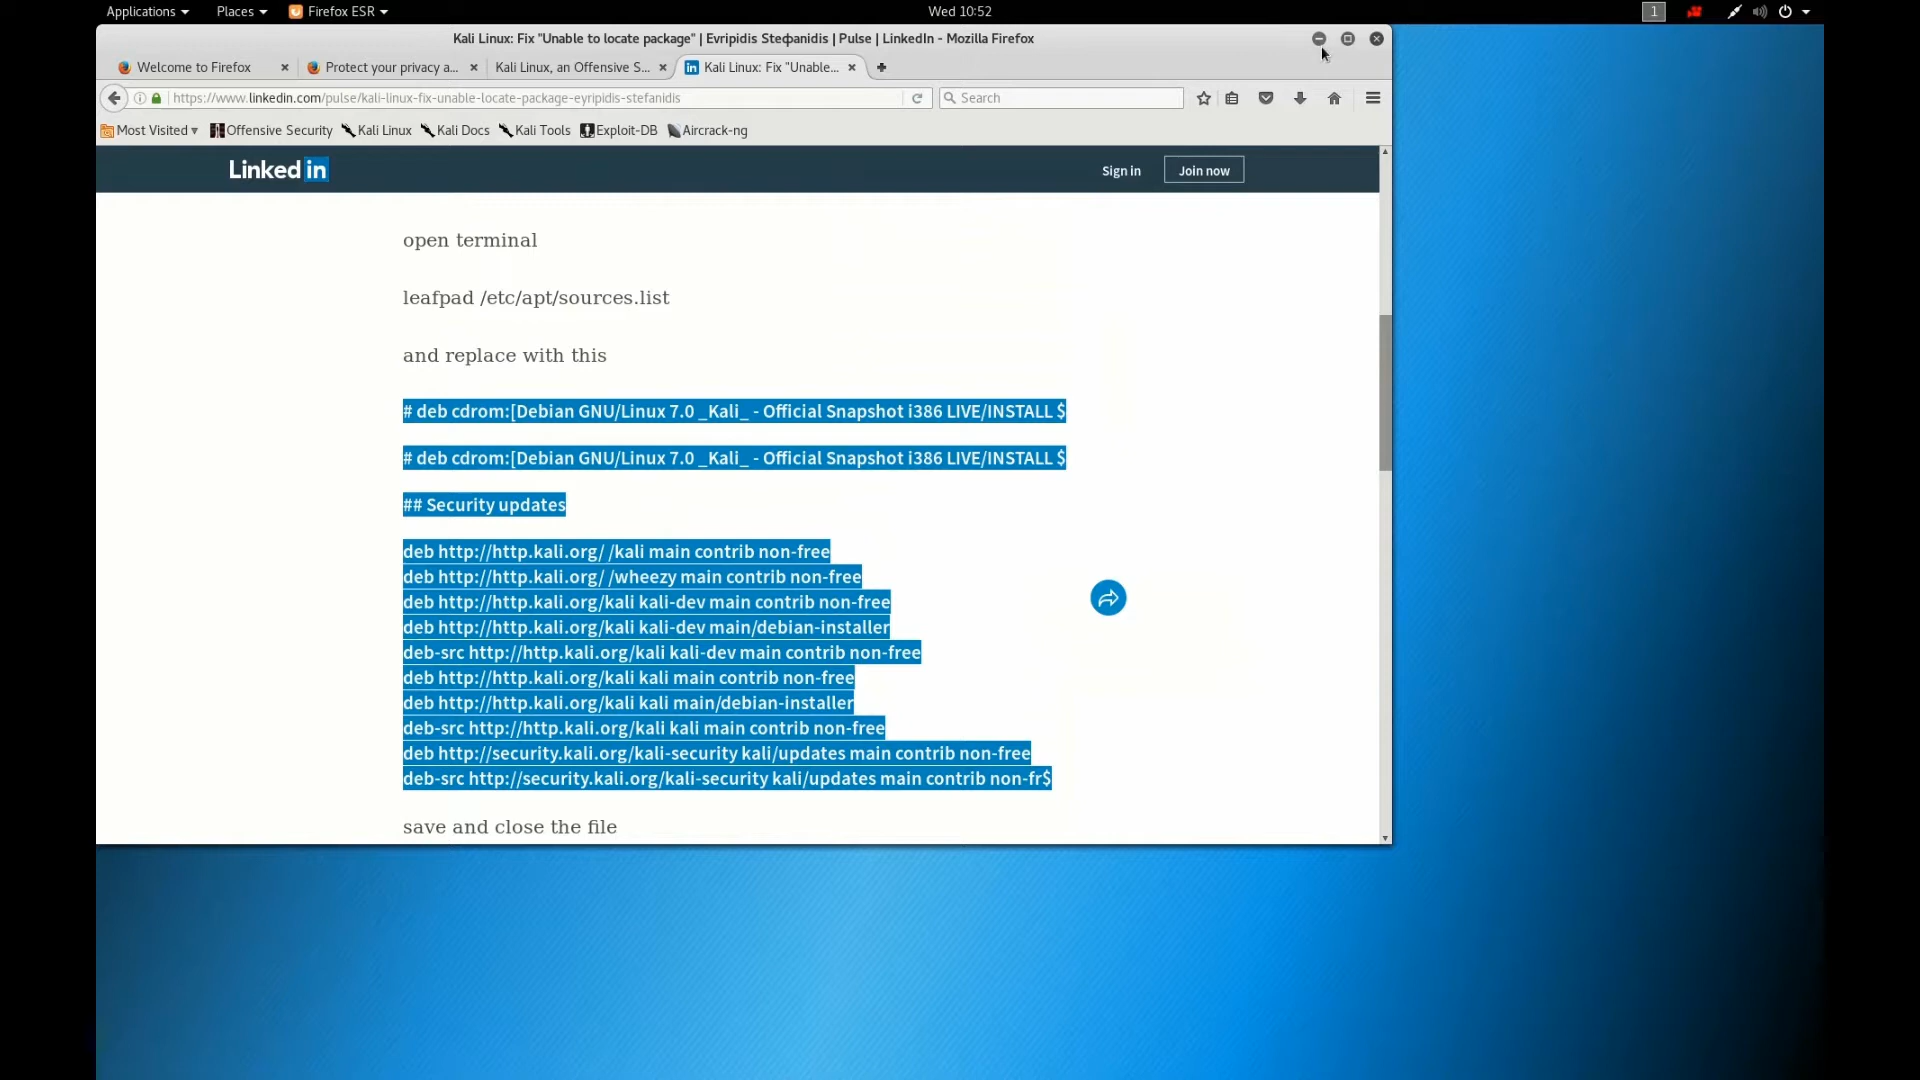 Applications Places Firefox ESR Wed 10:52 1
Kali Linux: Fix "Unable to locate package" | Evripidis Steφanidis | Pulse | LinkedIn - Mozilla Firefox
Welcome to Firefox Protect your privacy a... Kali Linux, an Offensive S... Kali Linux: Fix "Unable...
https://www.linkedin.com/pulse/kali-linux-fix-unable-locate-package-eyripidis-stefanidis Search
Most Visited Offensive Security Kali Linux Kali Docs Kali Tools Exploit-DB Aircrack-ng
Linked in Sign in Join now
open terminal
leafpad /etc/apt/sources.list
and replace with this
# deb cdrom:[Debian GNU/Linux 7.0 _Kali_ - Official Snapshot i386 LIVE/INSTALL $
# deb cdrom:[Debian GNU/Linux 7.0 _Kali_ - Official Snapshot i386 LIVE/INSTALL $
## Security updates
deb http://http.kali.org/ /kali main contrib non-free
deb http://http.kali.org/ /wheezy main contrib non-free
deb http://http.kali.org/kali kali-dev main contrib non-free
deb http://http.kali.org/kali kali-dev main/debian-installer
deb-src http://http.kali.org/kali kali-dev main contrib non-free
deb http://http.kali.org/kali kali main contrib non-free
deb http://http.kali.org/kali kali main/debian-installer
deb-src http://http.kali.org/kali kali main contrib non-free
deb http://security.kali.org/kali-security kali/updates main contrib non-free
deb-src http://security.kali.org/kali-security kali/updates main contrib non-fr$
save and close the file